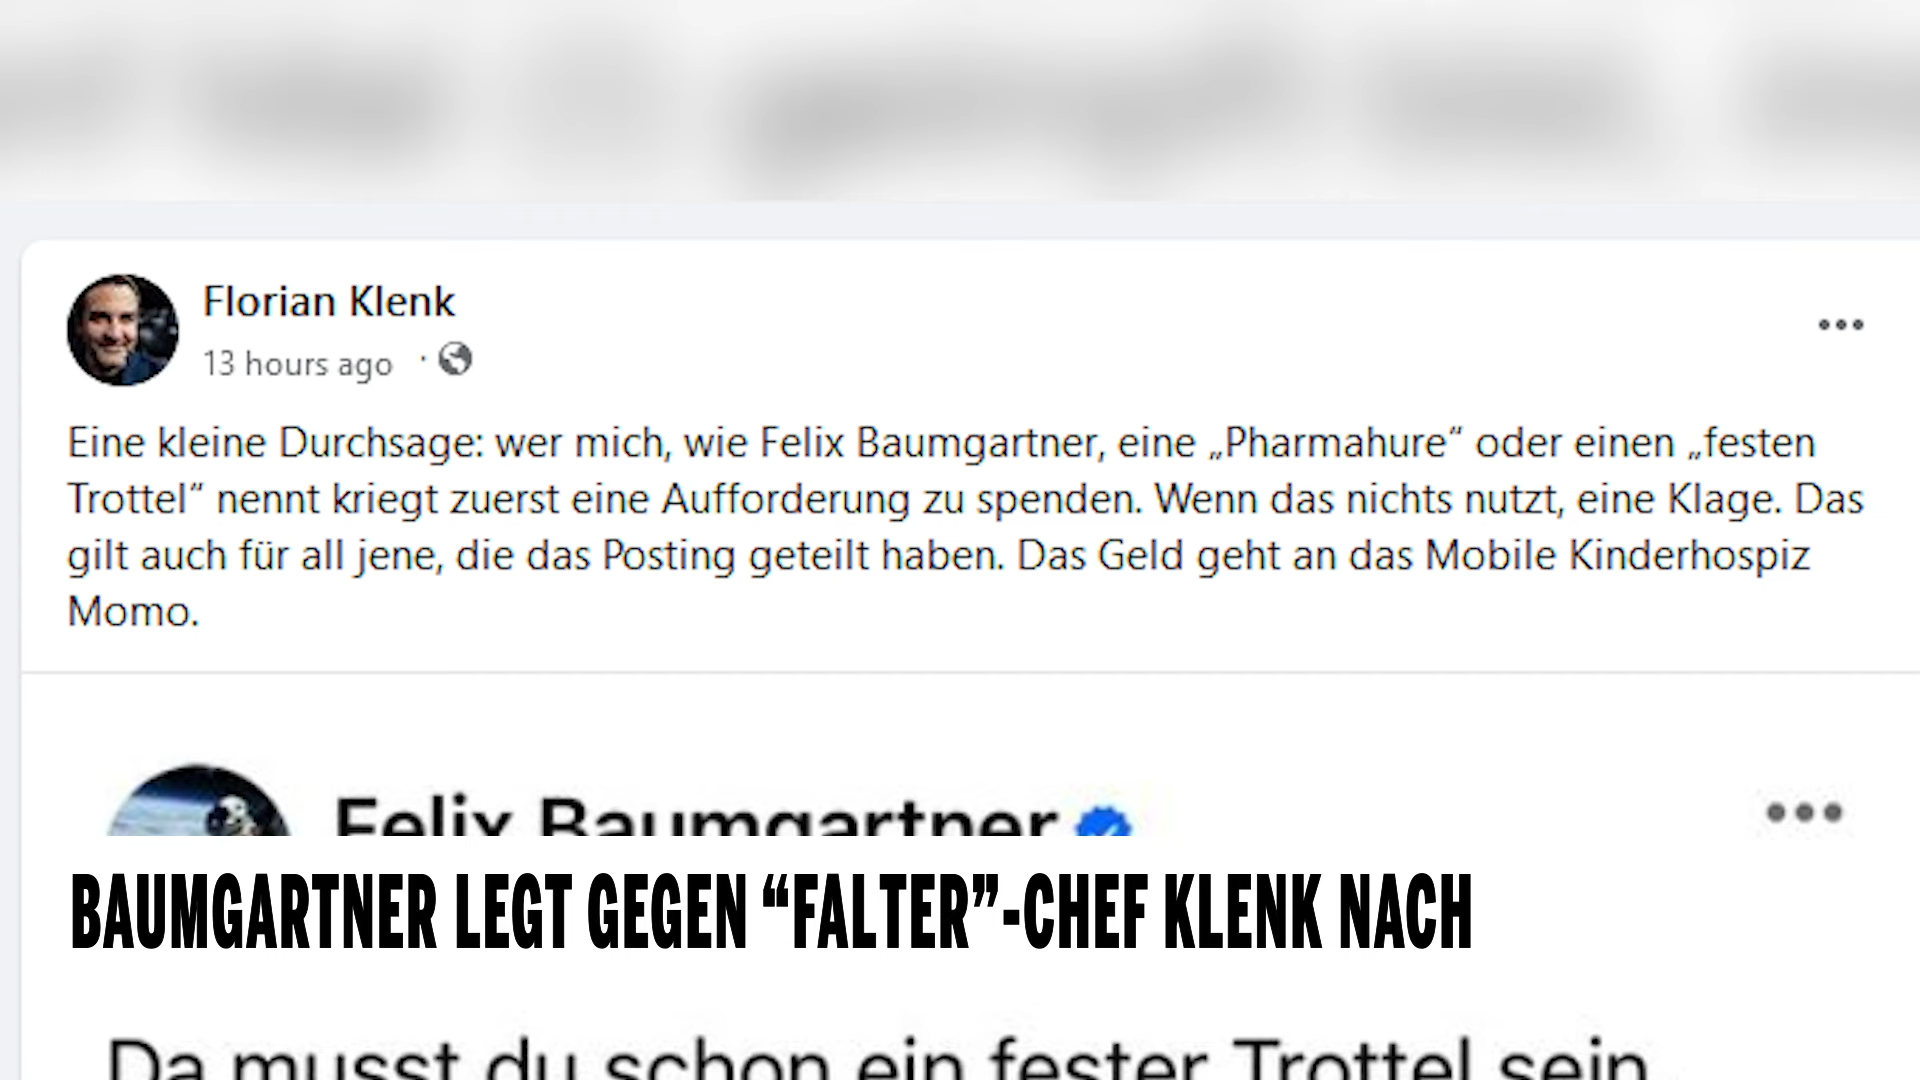 Florian Klenk
13 hours ago ·
Eine kleine Durchsage: wer mich, wie Felix Baumgartner, eine „Pharmahure“ oder einen „festen
Trottel“ nennt kriegt zuerst eine Aufforderung zu spenden. Wenn das nichts nutzt, eine Klage. Das
gilt auch für all jene, die das Posting geteilt haben. Das Geld geht an das Mobile Kinderhospiz
Momo.
Felix Baumgartner
BAUMGARTNER LEGT GEGEN “FALTER”-CHEF KLENK NACH
Da musst du schon ein fester Trottel sein